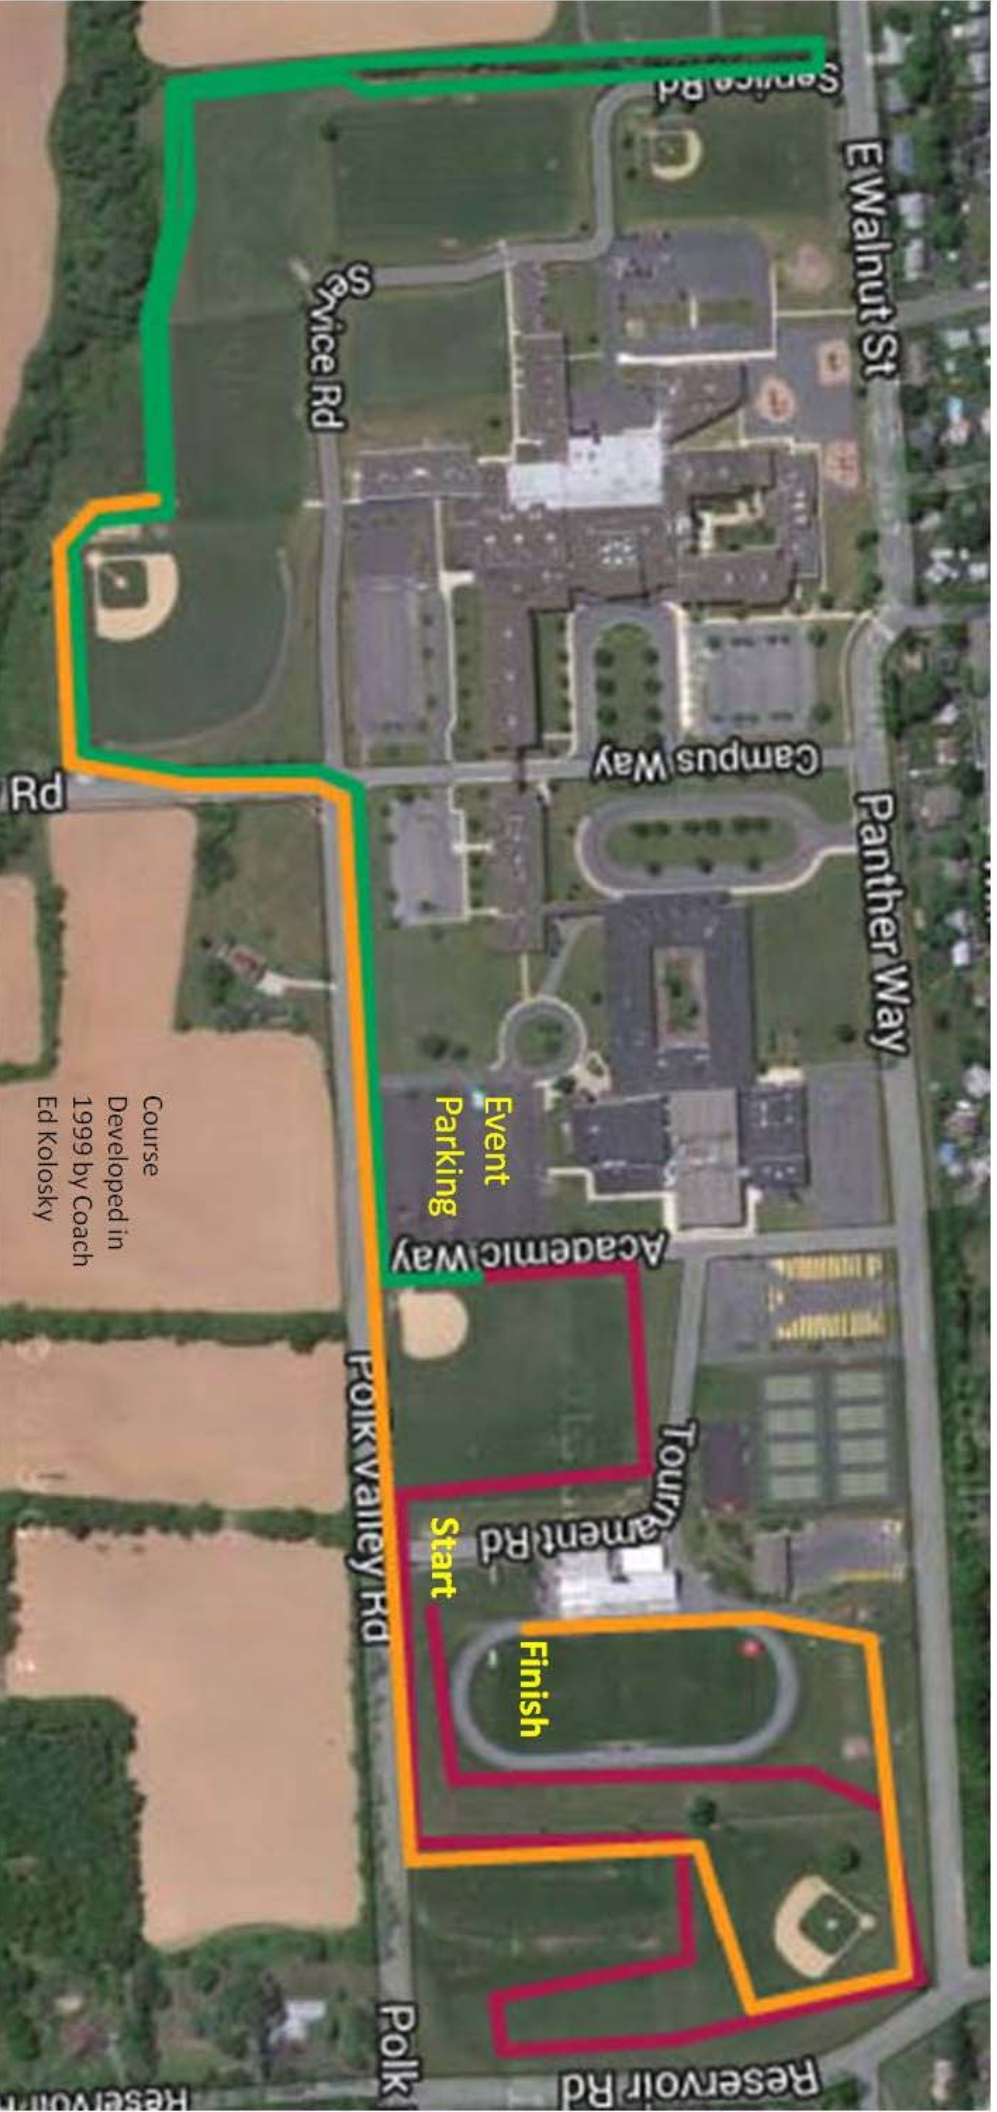 Service Rd
E Walnut St
Service Rd
Campus Way
Rd
Panther Way
Event
Parking
Course
Developed in
1999 by Coach
Ed Kolosky
Academic Way
Polk Valley Rd
Tournament Rd
Start
Finish
Polk
Reservoir Rd